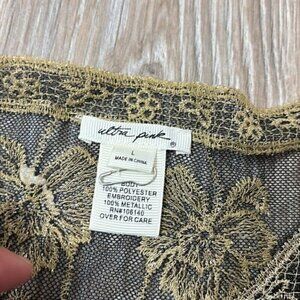 ultra pink
®
L
MADE IN CHINA
BODY
100% POLYESTER
EMBROIDERY
100% METALLIC
RN#106140
OVER FOR CARE